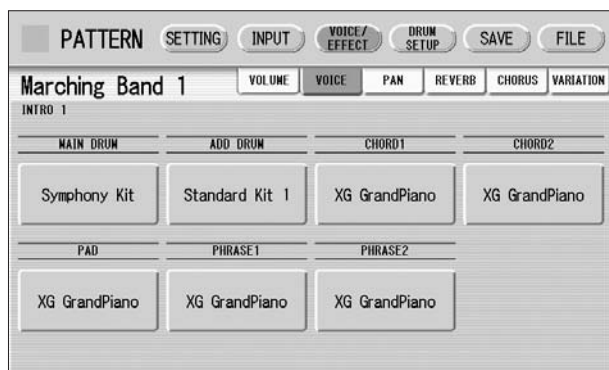 PATTERN SETTING INPUT VOICE/ EFFECT DRUM SETUP SAVE FILE
Marching Band 1 VOLUME VOICE PAN REVERB CHORUS VARIATION
INTRO 1
MAIN DRUM ADD DRUM CHORD1 CHORD2
Symphony Kit Standard Kit 1 XG GrandPiano XG GrandPiano
PAD PHRASE1 PHRASE2
XG GrandPiano XG GrandPiano XG GrandPiano